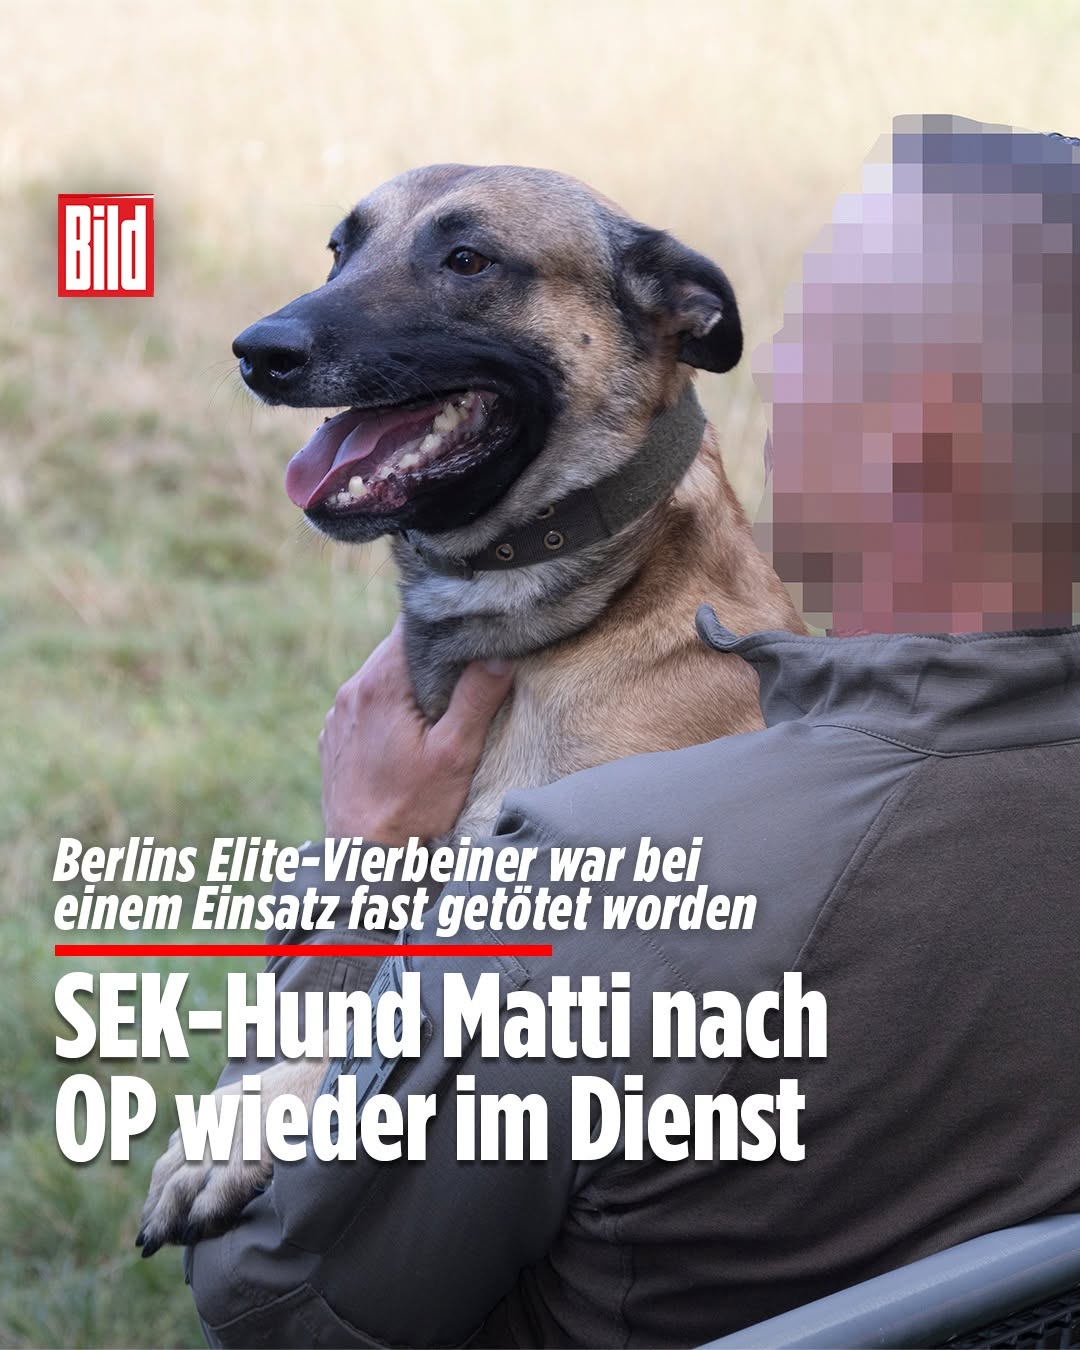 Bild
Berlins Elite-Vierbeiner war bei
einem Einsatz fast getötet worden
SEK-Hund Matti nach
OP wieder im Dienst